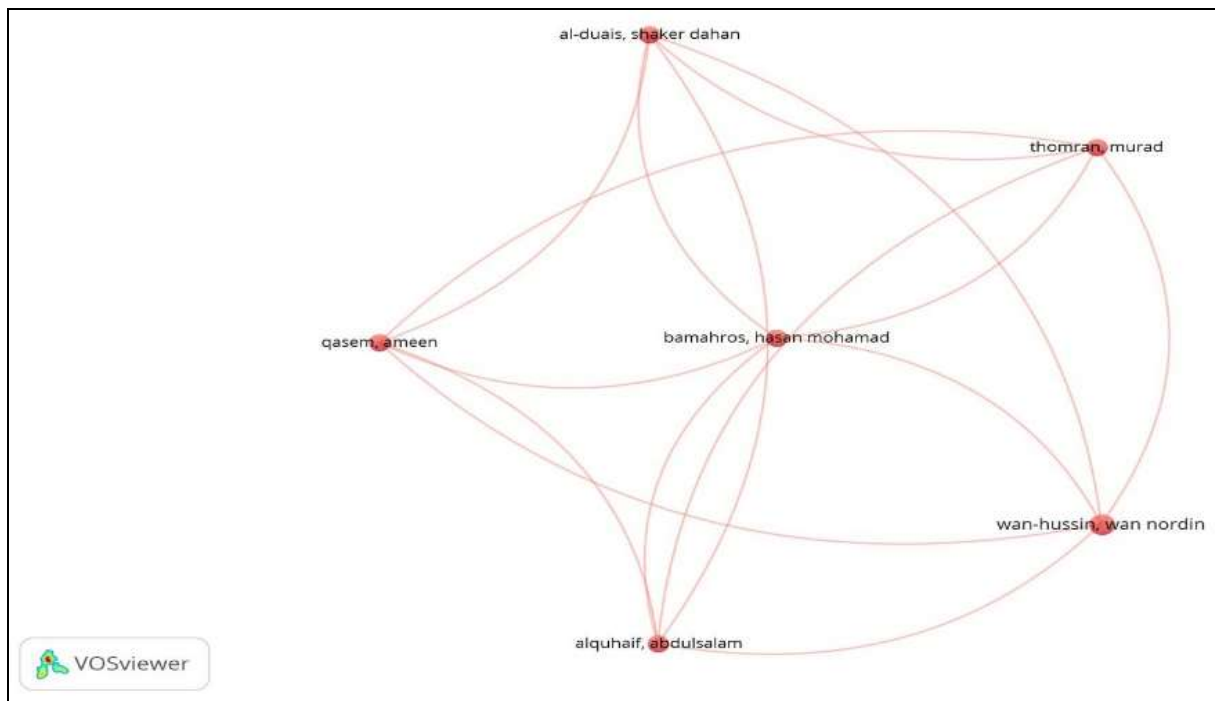 al-duais, shaker dahan
thomran, murad
qasem, ameen
bamahros, hasan mohamad
wan-hussin, wan nordin
alquhaif, abdulsalam
VOSviewer